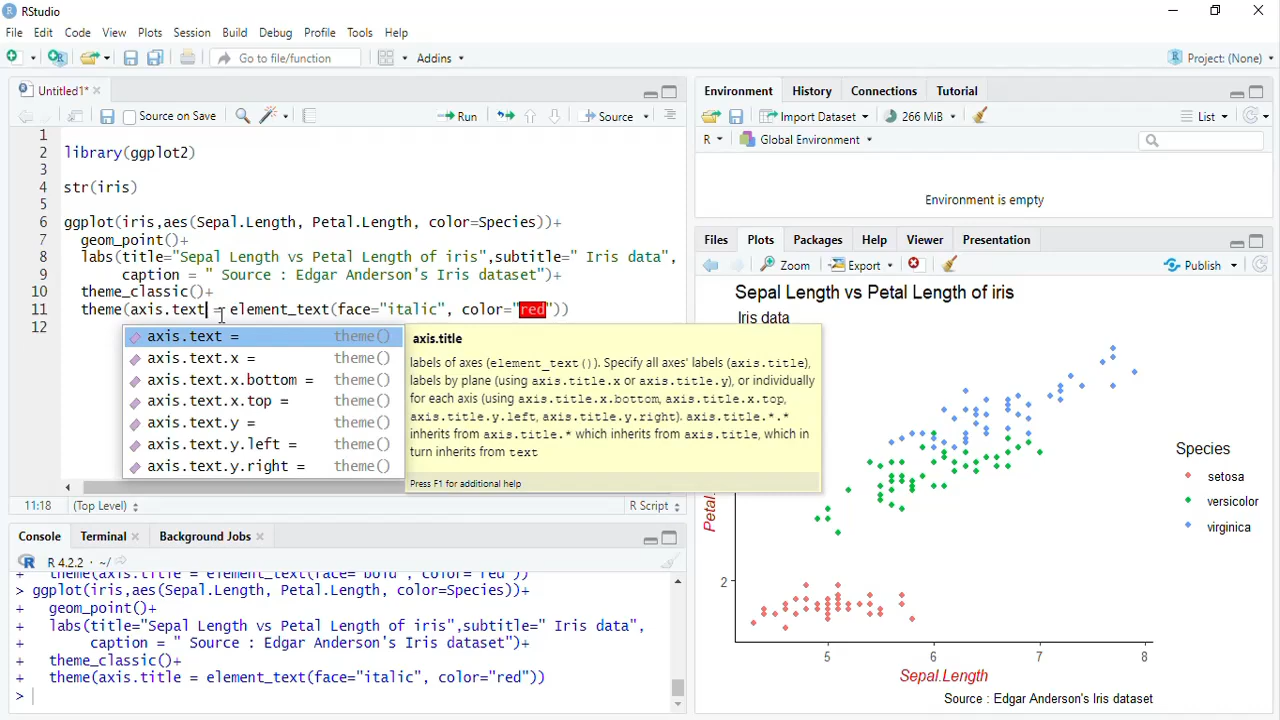 RStudio
File Edit Code View Plots Session Build Debug Profile Tools Help
Go to file/function Addins Project: (None)
Untitled1*
Source on Save Run Source
1
2 library(ggplot2)
3
4 str(iris)
5
6 ggplot(iris,aes(Sepal.Length, Petal.Length, color=Species))+
7 geom_point()+
8 labs(title="Sepal Length vs Petal Length of iris",subtitle=" Iris data",
9 caption = " Source : Edgar Anderson's Iris dataset")+
10 theme_classic()+
11 theme(axis.text = element_text(face="italic", color="red"))
12
axis.text = theme()
axis.text.x = theme()
axis.text.x.bottom = theme()
axis.text.x.top = theme()
axis.text.y = theme()
axis.text.y.left = theme()
axis.text.y.right = theme()
axis.title
labels of axes (element_text()). Specify all axes' labels (axis.title),
labels by plane (using axis.title.x or axis.title.y), or individually
for each axis (using axis.title.x.bottom, axis.title.x.top,
axis.title.y.left, axis.title.y.right). axis.title.*.*
inherits from axis.title.* which inherits from axis.title, which in
turn inherits from text
Press F1 for additional help
11:18 (Top Level) R Script
Console Terminal Background Jobs
R 4.2.2 · ~/
+ theme(axis.title = element_text(face="bold", color="red"))
> ggplot(iris,aes(Sepal.Length, Petal.Length, color=Species))+
+ geom_point()+
+ labs(title="Sepal Length vs Petal Length of iris",subtitle=" Iris data",
+ caption = " Source : Edgar Anderson's Iris dataset")+
+ theme_classic()+
+ theme(axis.title = element_text(face="italic", color="red"))
>
Environment History Connections Tutorial
Import Dataset 266 MiB List
R Global Environment
Environment is empty
Files Plots Packages Help Viewer Presentation
Zoom Export Publish
Sepal Length vs Petal Length of iris
Iris data
Petal.
2
5 6 7 8
Sepal.Length
Source : Edgar Anderson's Iris dataset
Species
setosa
versicolor
virginica